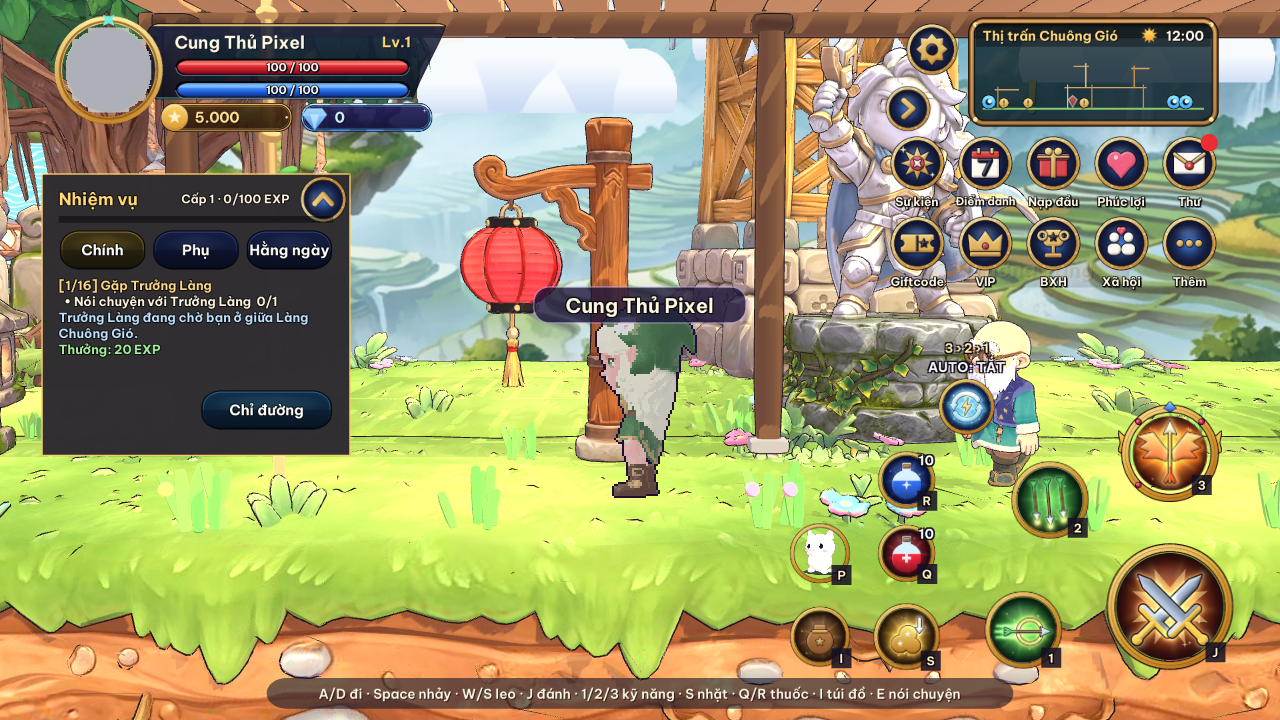 Cung Thủ Pixel
Lv.1
100 / 100
100 / 100
5.000
0
Thị trấn Chuông Gió
12:00
Nhiệm vụ
Cấp 1 · 0/100 EXP
Chính
Phụ
Hằng ngày
[1/16] Gặp Trưởng Làng
• Nói chuyện với Trưởng Làng 0/1
Trưởng Làng đang chờ bạn ở giữa Làng
Chuông Gió.
Thưởng: 20 EXP
Chỉ đường
7
Sự kiện
Điểm danh
Nạp đầu
Phúc lợi
Thư
Giftcode
VIP
BXH
Xã hội
Thêm
Cung Thủ Pixel
3>2>1
AUTO: TẮT
10
R
3
2
10
Q
P
I
S
1
J
A/D đi · Space nhảy · W/S leo · J đánh · 1/2/3 kỹ năng · S nhặt · Q/R thuốc · I túi đồ · E nói chuyện